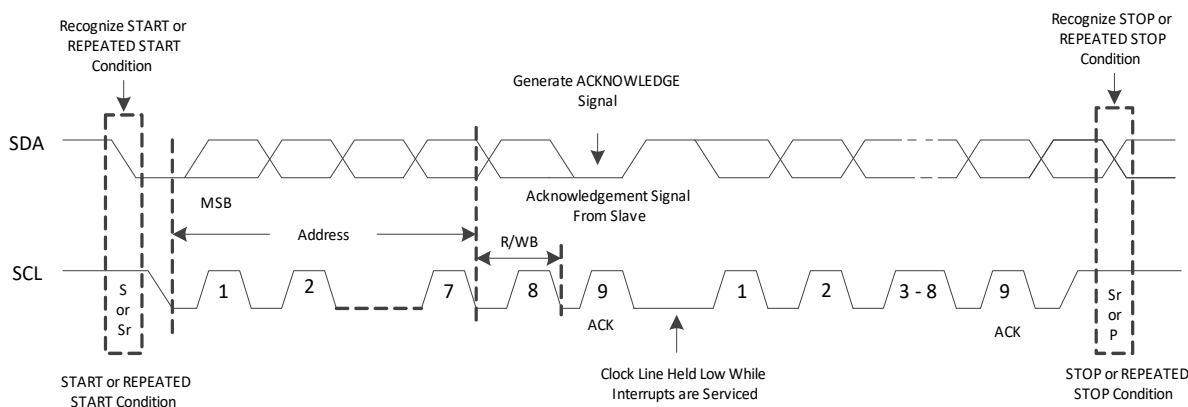 Recognize START or
REPEATED START
Condition
Recognize STOP or
REPEATED STOP
Condition
Generate ACKNOWLEDGE
Signal
SDA
MSB
Acknowledgement Signal
From Slave
Address
R/WB
SCL
S
or
Sr
1
2
7
8
9
1
2
3 - 8
9
Sr
or
P
ACK
ACK
START or REPEATED
START Condition
Clock Line Held Low While
Interrupts are Serviced
STOP or REPEATED
STOP Condition